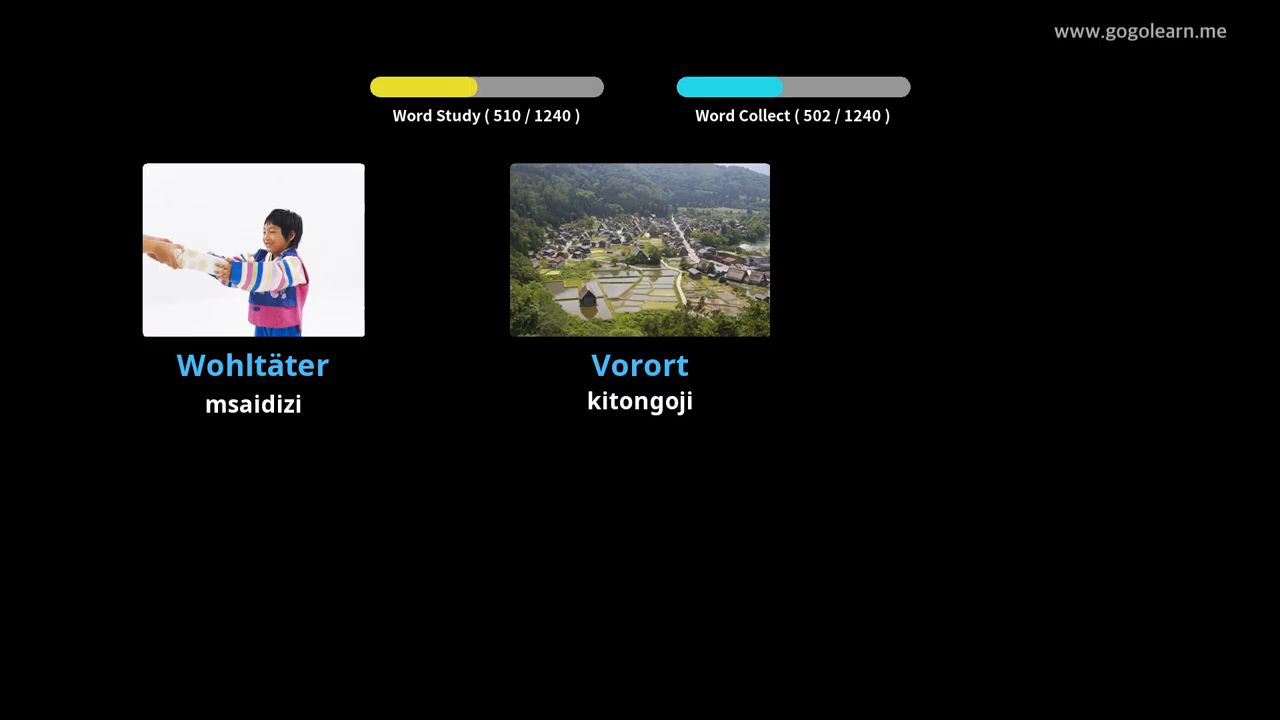 www.gogolearn.me
Word Study ( 510 / 1240 )
Word Collect ( 502 / 1240 )
Wohltäter
msaidizi
Vorort
kitongoji